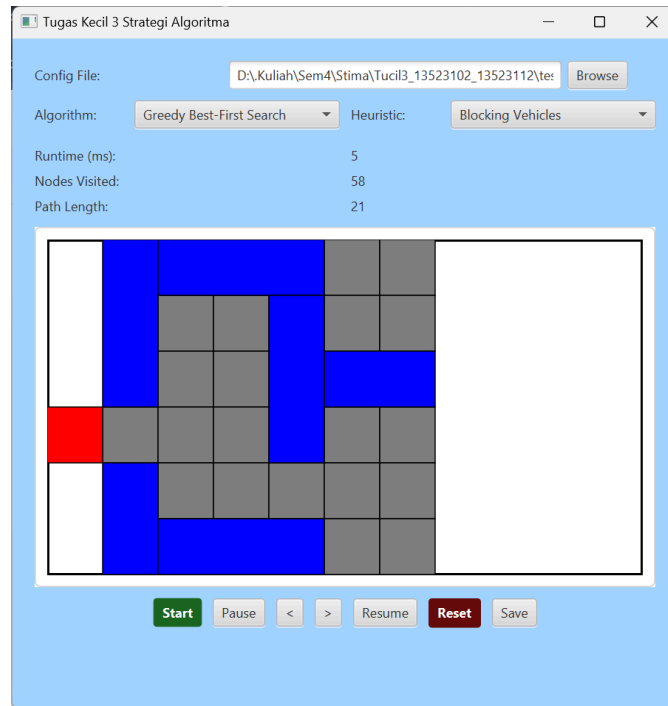 Tugas Kecil 3 Strategi Algoritma
Config File: D:\.Kuliah\Sem4\Stima\Tucil3_13523102_13523112\tes Browse
Algorithm: Greedy Best-First Search Heuristic: Blocking Vehicles
Runtime (ms): 5
Nodes Visited: 58
Path Length: 21
Start Pause < > Resume Reset Save